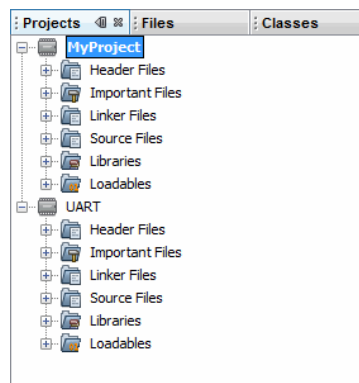 Projects Files Classes
MyProject
Header Files
Important Files
Linker Files
Source Files
Libraries
Loadables
UART
Header Files
Important Files
Linker Files
Source Files
Libraries
Loadables